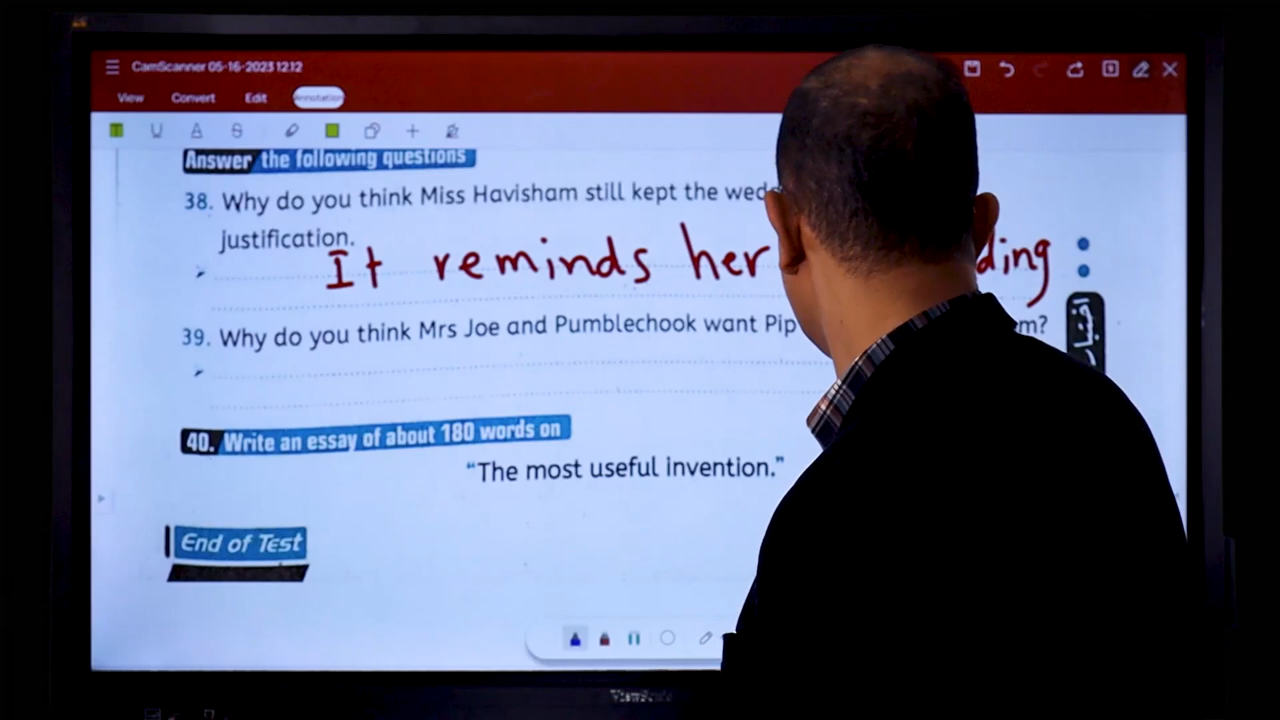 CamScanner 05-16-2023 12.12
View Convert Edit Annotation
Answer the following questions
38. Why do you think Miss Havisham still kept the
justification.
It reminds her
39. Why do you think Mrs Joe and Pumblechook want Pip
40. Write an essay of about 180 words on
"The most useful invention."
End of Test
ViewSonic